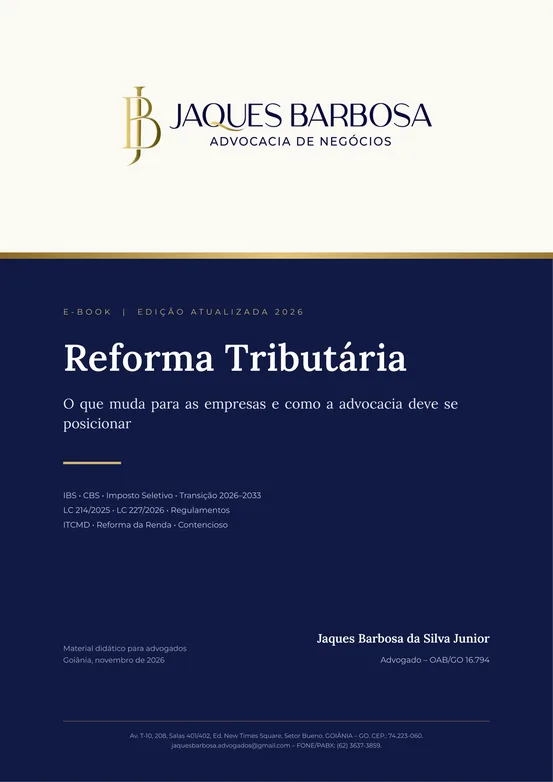 JB
JAQUES BARBOSA
ADVOCACIA DE NEGÓCIOS
E-BOOK | EDIÇÃO ATUALIZADA 2026
Reforma Tributária
O que muda para as empresas e como a advocacia deve se
posicionar
IBS • CBS • Imposto Seletivo • Transição 2026–2033
LC 214/2025 • LC 227/2026 • Regulamentos
ITCMD • Reforma da Renda • Contencioso
Jaques Barbosa da Silva Junior
Material didático para advogados
Advogado – OAB/GO 16.794
Goiânia, novembro de 2026
Av. T-10, 208, Salas 401/402, Ed. New Times Square, Setor Bueno. GOIÂNIA – GO. CEP.: 74.223-060.
jaquesbarbosa.advogados@gmail.com – FONE/PABX: (62) 3637-3859.